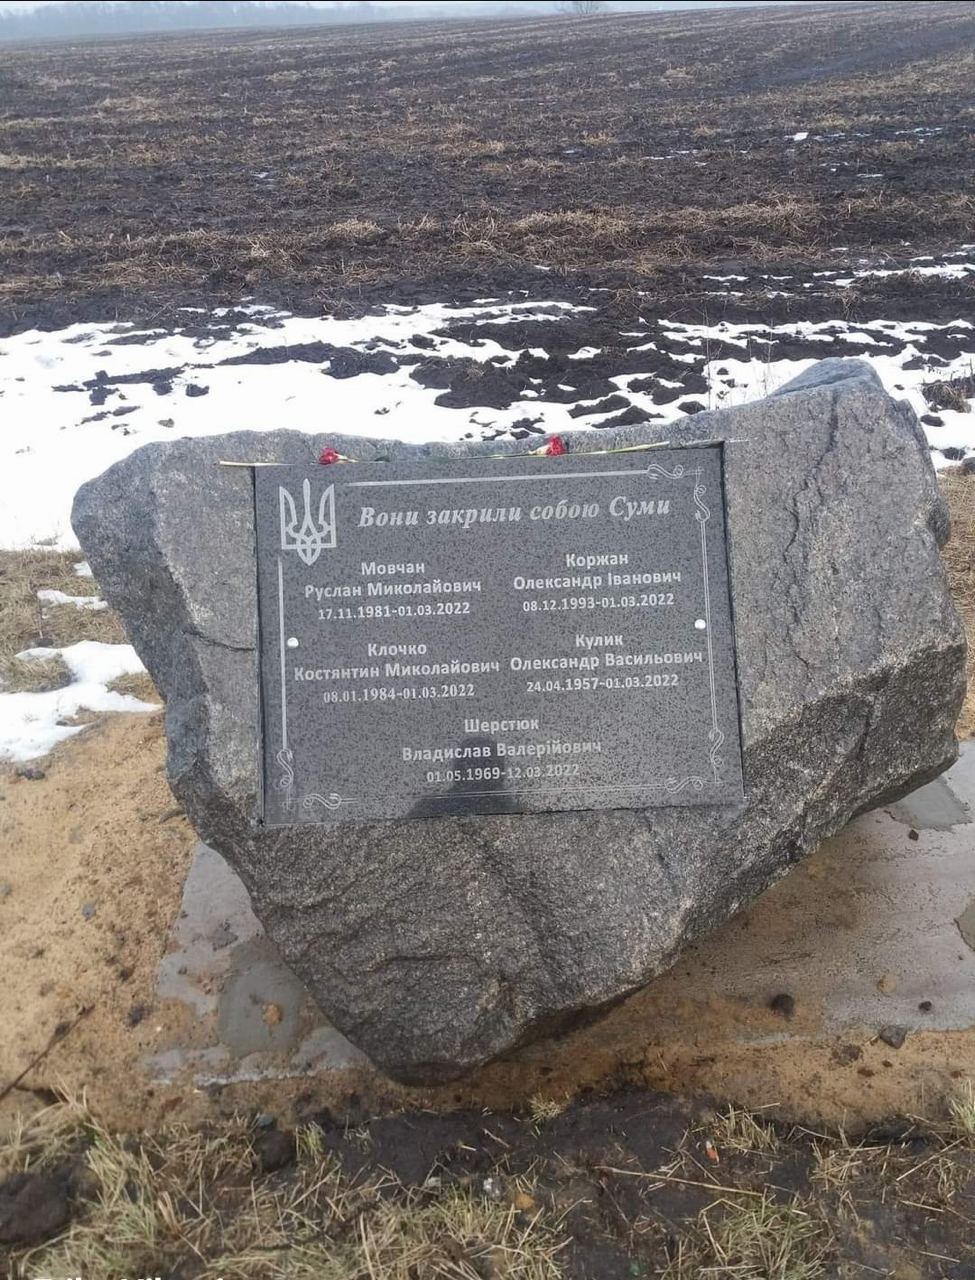 Вони закрили собою Суми
Мовчан
Руслан Миколайович
17.11.1981-01.03.2022
Коржан
Олександр Іванович
08.12.1993-01.03.2022
Клочко
Костянтин Миколайович
08.01.1984-01.03.2022
Кулик
Олександр Васильович
24.04.1957-01.03.2022
Шерстюк
Владислав Валерійович
01.05.1969-12.03.2022